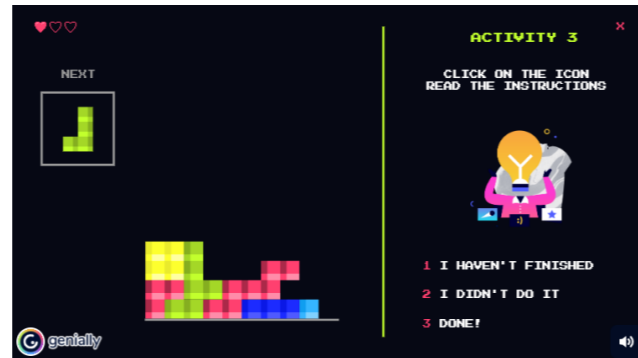 NEXT
ACTIVITY 3
×
CLICK ON THE ICON
READ THE INSTRUCTIONS
:)
1 I HAVEN'T FINISHED
2 I DIDN'T DO IT
3 DONE!
G genially